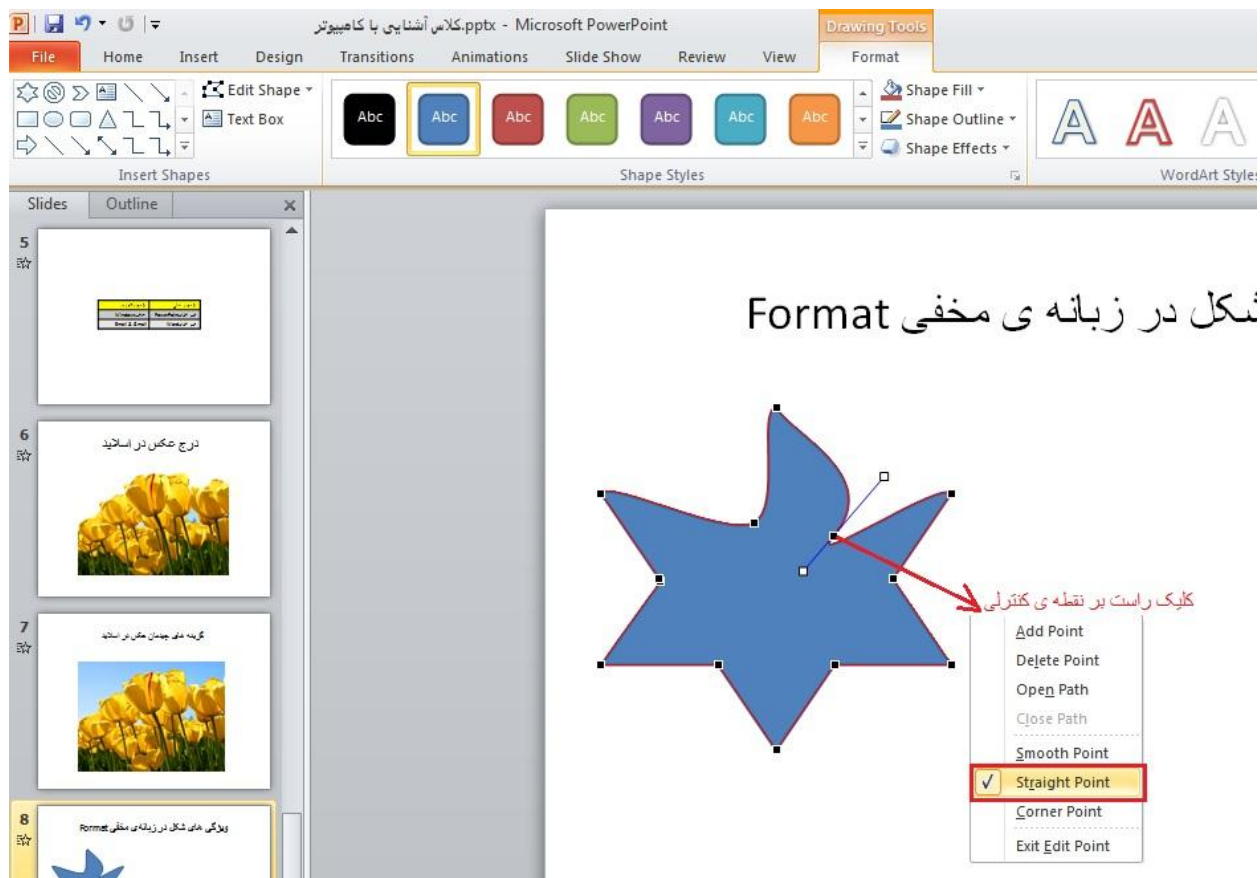 کلاس آشنایی با کامپیوتر.pptx - Microsoft PowerPoint
Drawing Tools
File Home Insert Design Transitions Animations Slide Show Review View Format
Edit Shape
Text Box
Insert Shapes
Abc Abc Abc Abc Abc Abc Abc
Shape Styles
Shape Fill
Shape Outline
Shape Effects
A A A
WordArt Styles
Slides Outline
5
6
درج عکس در اسلاید
7
گزینه های چیدمان عکس در اسلاید
8
ویژگی های شکل در زبانه ی مخفی Format
شکل در زبانه ی مخفی Format
کلیک راست بر نقطه ی کنترلی
Add Point
Delete Point
Open Path
Close Path
Smooth Point
Straight Point
Corner Point
Exit Edit Point